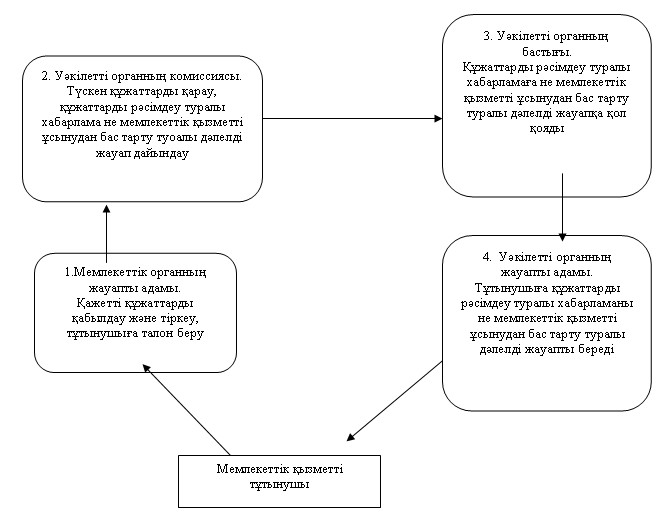 1.Мемлекеттік органның
жауапты адамы.
Қажетті құжаттарды
қабылдау және тіркеу,
тұтынушыға талон беру
2. Уәкілетті органның комиссиясы.
Түскен құжаттарды қарау,
құжаттарды рәсімдеу туралы
хабарлама не мемлекеттік қызметті
ұсынудан бас тарту туоалы дәлелді
жауап дайындау
3. Уәкілетті органның
бастығы.
Құжаттарды рәсімдеу туралы
хабарламаға не мемлекеттік
қызметті ұсынудан бас тарту
туралы дәлелді жауапқа қол
қояды
4. Уәкілетті органның
жауапты адамы.
Тұтынушыға құжаттарды
рәсімдеу туралы хабарламаны
не мемлекеттік қызметті
ұсынудан бас тарту туралы
дәлелді жауапты береді
Мемлекеттік қызметті
тұтынушы